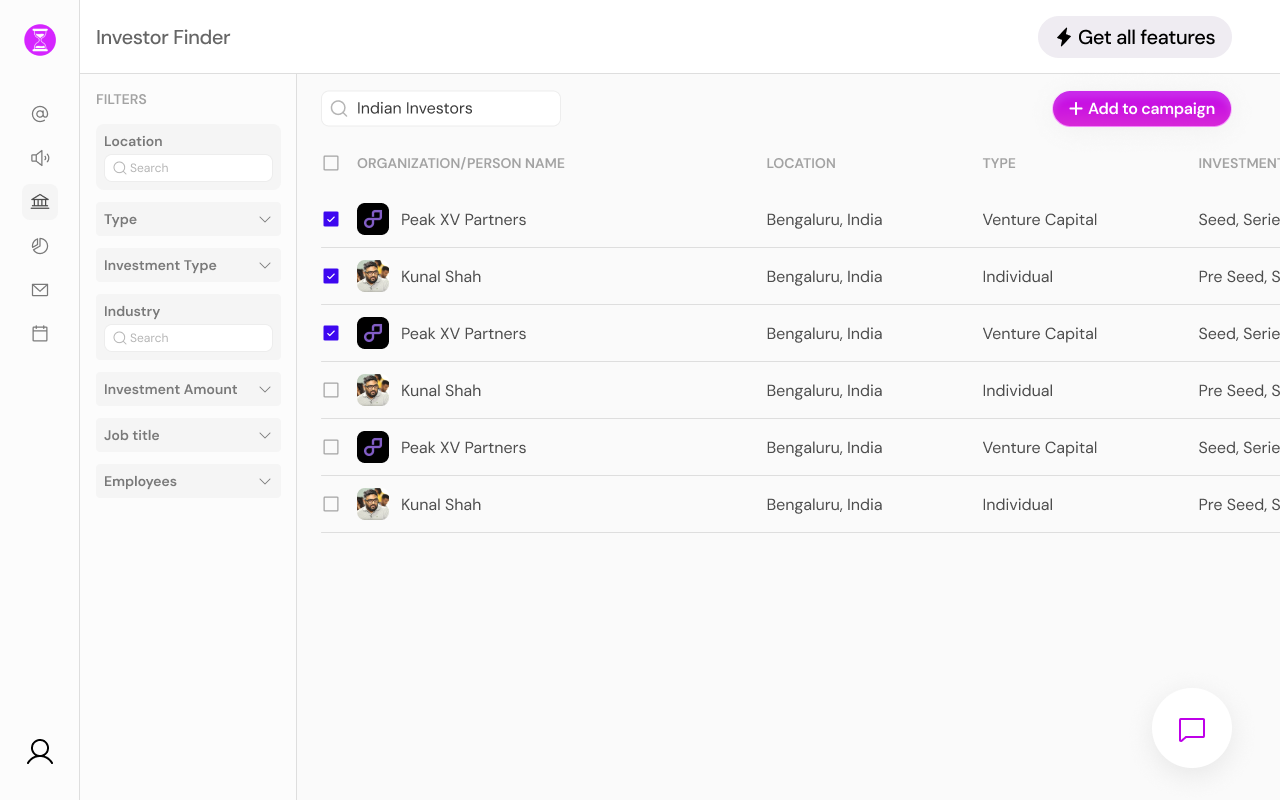 Investor Finder
Get all features
FILTERS
Location
Search
Type
Investment Type
Industry
Search
Investment Amount
Job title
Employees
Indian Investors
Add to campaign
ORGANIZATION/PERSON NAME LOCATION TYPE INVESTMENT
Peak XV Partners Bengaluru, India Venture Capital Seed, Serie
Kunal Shah Bengaluru, India Individual Pre Seed, S
Peak XV Partners Bengaluru, India Venture Capital Seed, Serie
Kunal Shah Bengaluru, India Individual Pre Seed, S
Peak XV Partners Bengaluru, India Venture Capital Seed, Serie
Kunal Shah Bengaluru, India Individual Pre Seed, S